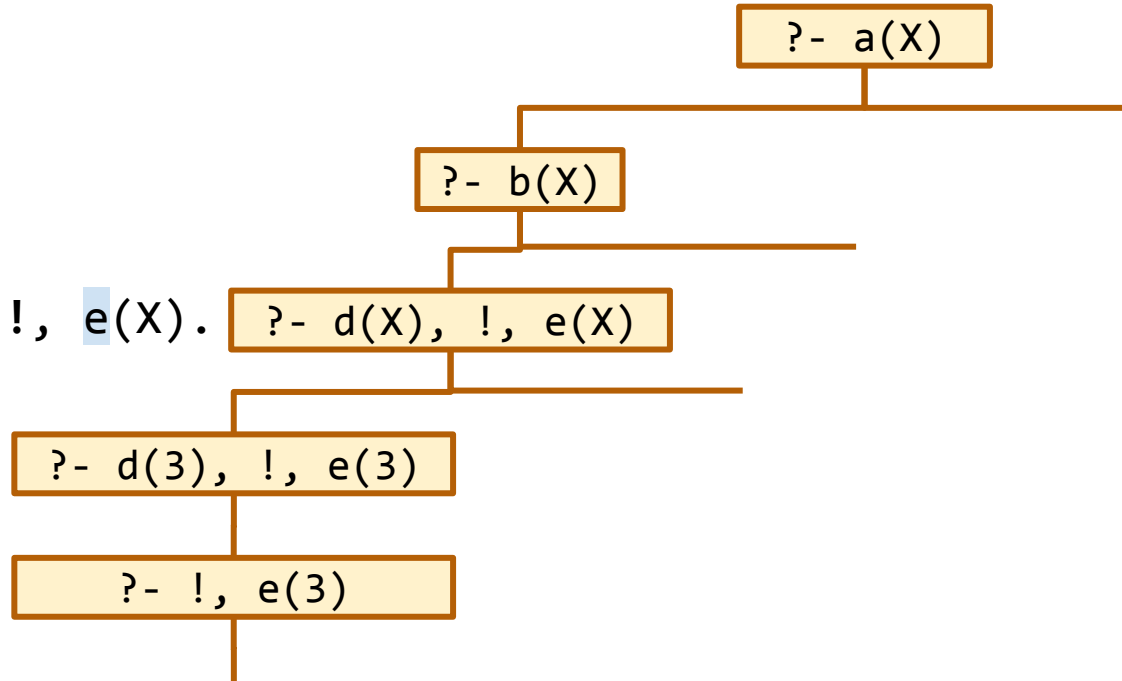 ?- a(X)
?- b(X)
!, e(X).
?- d(X), !, e(X)
?- d(3), !, e(3)
?- !, e(3)